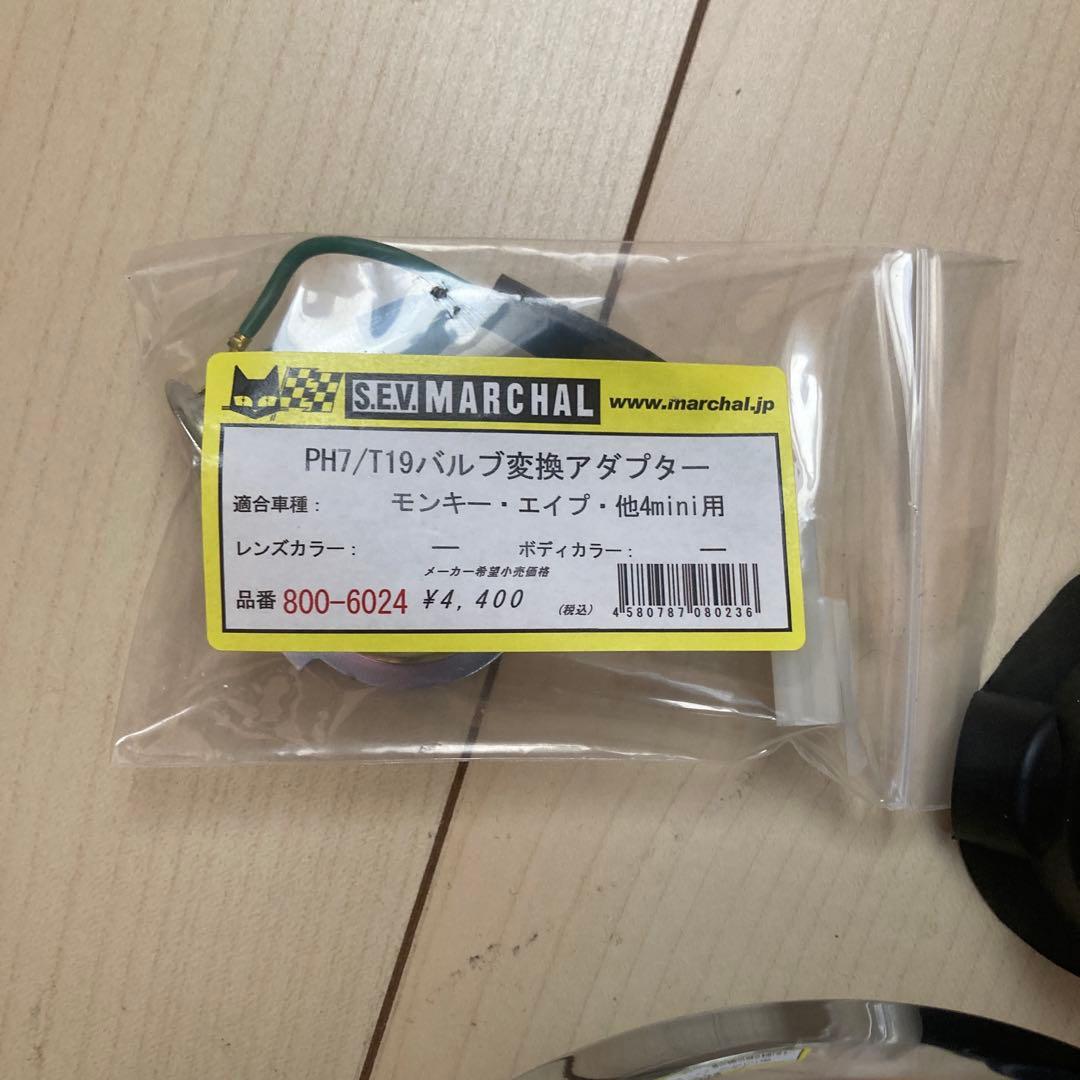 S.E.V. MARCHAL www.marchal.jp
PH7/T19バルブ変換アダプター
適合車種: モンキー・エイプ・他4mini用
レンズカラー: ― ボディカラー: ―
メーカー希望小売価格
品番 800-6024 ¥4,400 (税込) 4 580787 080236